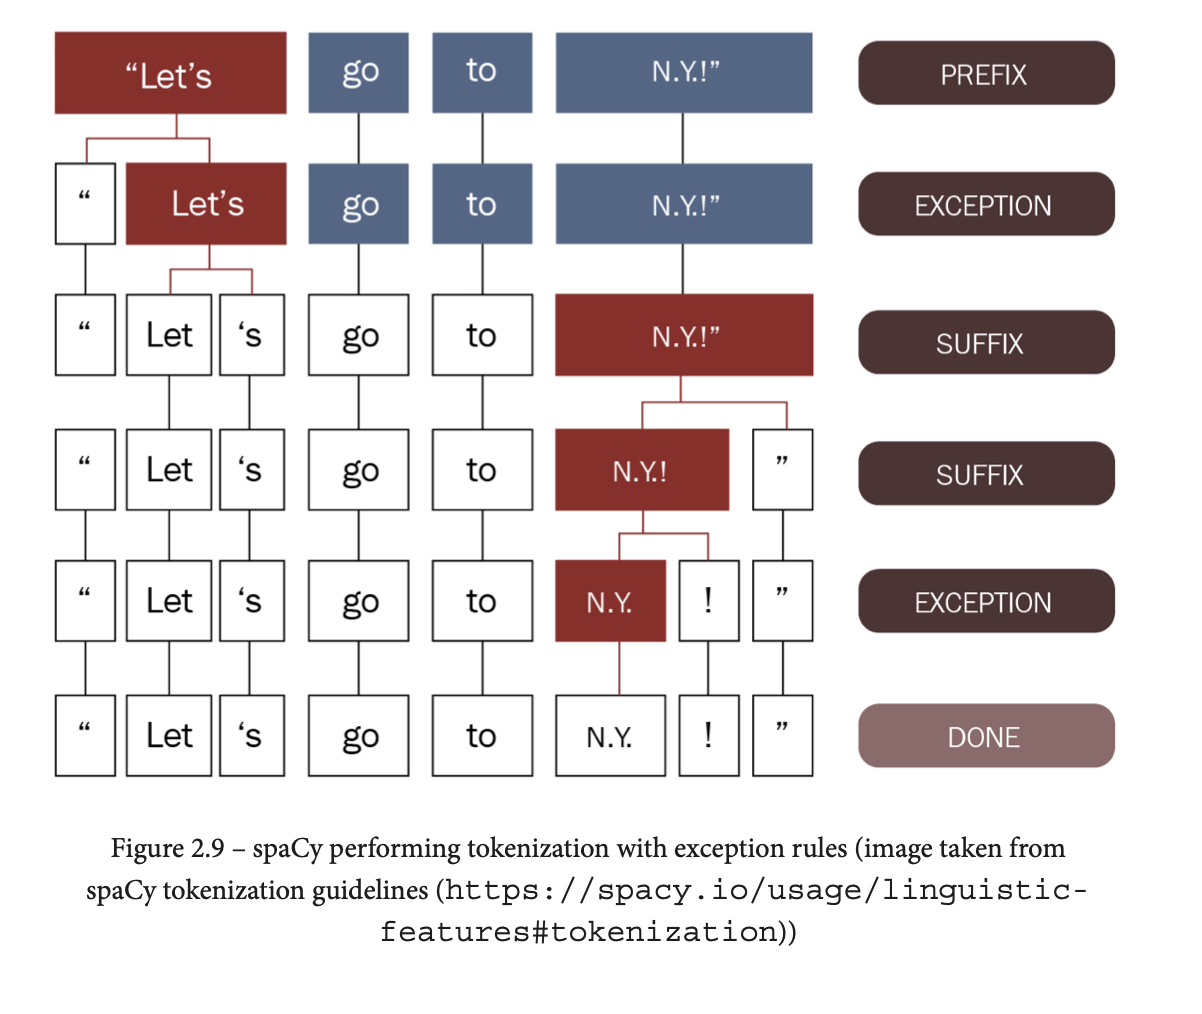 “Let’s go to N.Y.!” PREFIX
“ Let’s go to N.Y.!” EXCEPTION
“ Let ‘s go to N.Y.!” SUFFIX
“ Let ‘s go to N.Y.! ” SUFFIX
“ Let ‘s go to N.Y. ! ” EXCEPTION
“ Let ‘s go to N.Y. ! ” DONE
Figure 2.9 – spaCy performing tokenization with exception rules (image taken from
spaCy tokenization guidelines (https://spacy.io/usage/linguistic-
features#tokenization))